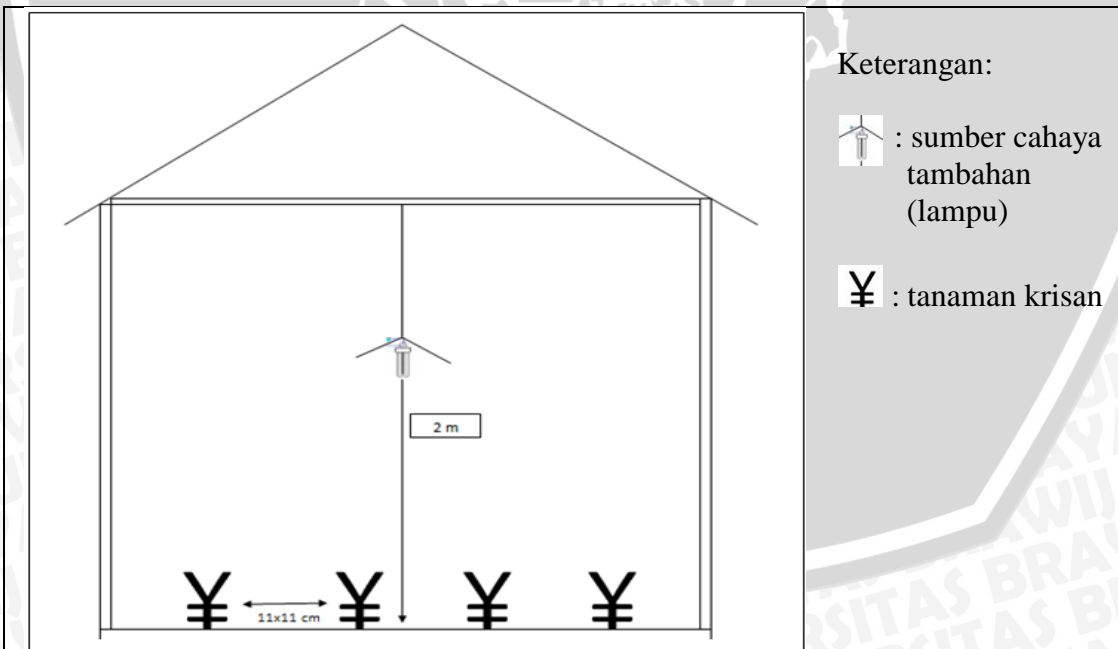 Keterangan:
: sumber cahaya
tambahan
(lampu)
¥ : tanaman krisan
2 m
¥ ¥ ¥ ¥
11x11 cm